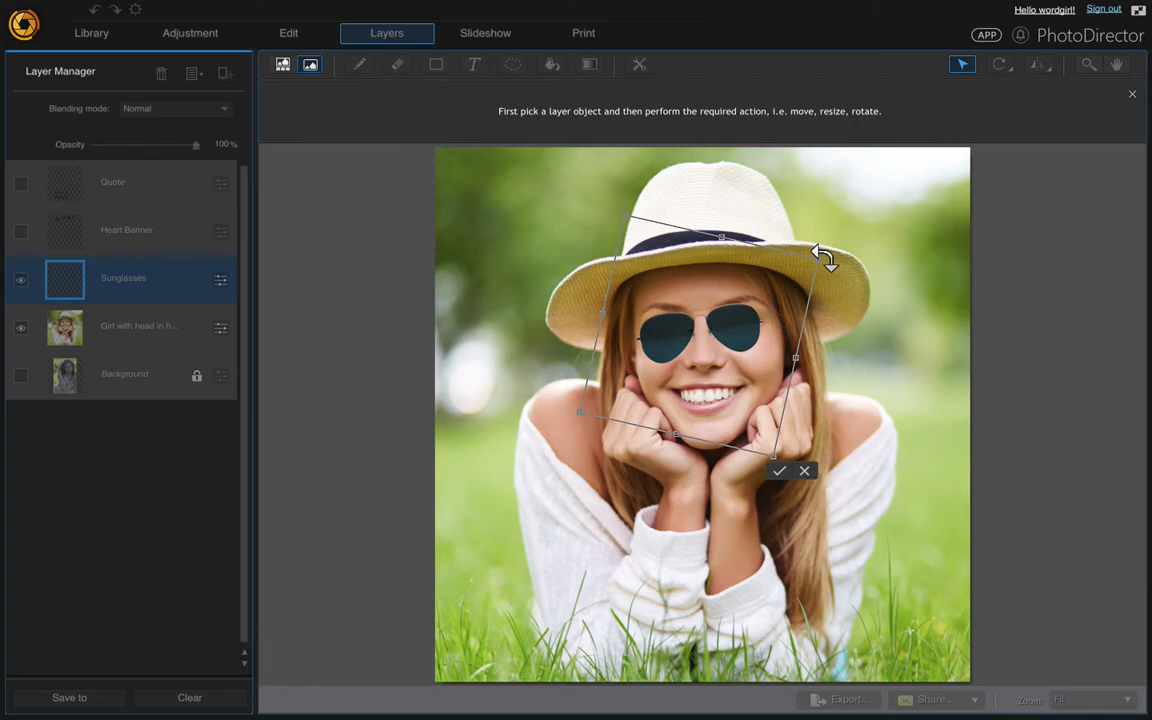 Hello wordgirl!
Sign out
Library
Adjustment
Edit
Layers
Slideshow
Print
APP
PhotoDirector
Layer Manager
Blending mode:
Normal
Opacity
100%
Quote
Heart Banner
Sunglasses
Girl with head in h...
Background
First pick a layer object and then perform the required action, i.e. move, resize, rotate.
Save to
Clear
Export...
Share...
Zoom:
Fit